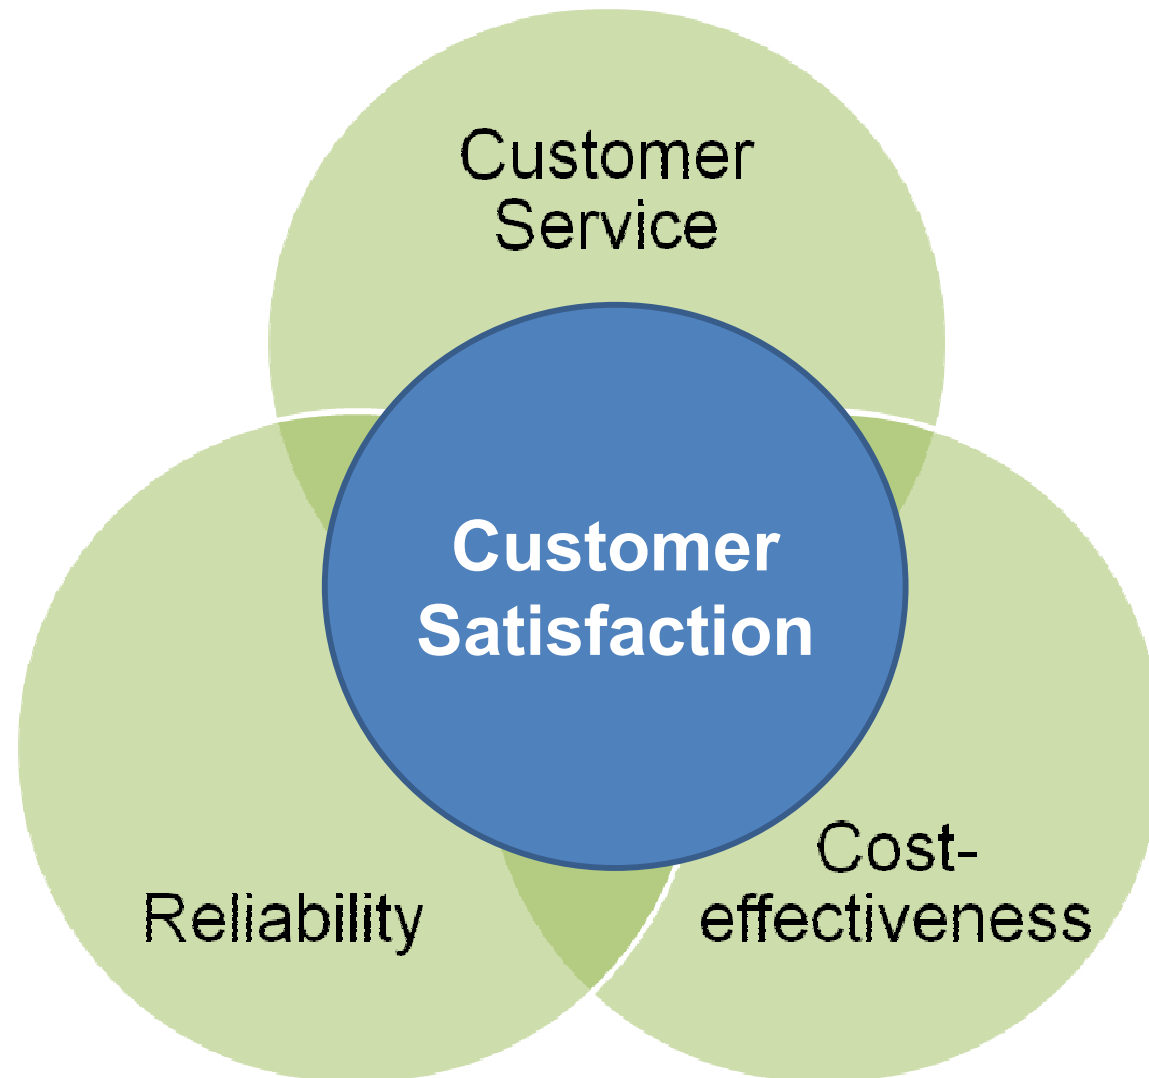 Customer
Service
Customer
Satisfaction
Reliability
Cost-
effectiveness